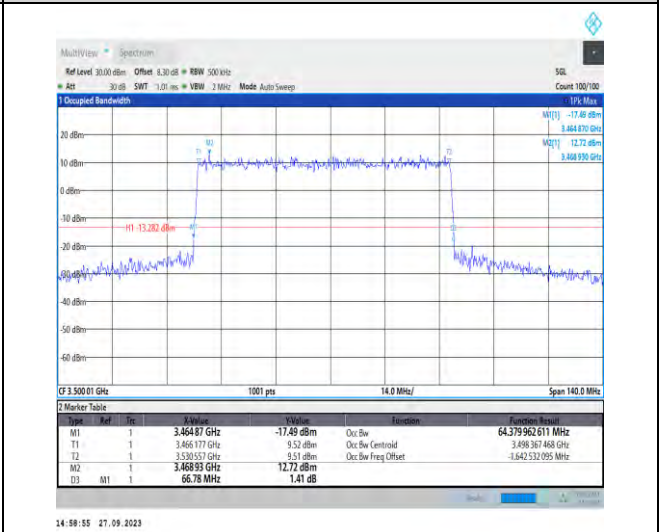 MultiView Spectrum
Ref Level 30.00 dBm Offset 8.30 dB RBW 500 kHz SGL
Att 30 dB SWT 1.01 ms VBW 2 MHz Mode Auto Sweep Count 100/100
1 Occupied Bandwidth 1Pk Max
M1[1] -17.49 dBm
3.464 870 GHz
M2[1] 12.72 dBm
3.468 930 GHz
20 dBm
M2
T1
T2
10 dBm
0 dBm
-10 dBm
H1 -13.282 dBm
M1
-20 dBm
-30 dBm
-40 dBm
-50 dBm
-60 dBm
CF 3.500 01 GHz 1001 pts 14.0 MHz/ Span 140.0 MHz
2 Marker Table
Type Ref Trc X-Value Y-Value Function Function Result
M1 1 3.464 87 GHz -17.49 dBm Occ Bw 64.379 962 611 MHz
T1 1 3.466 177 GHz 9.52 dBm Occ Bw Centroid 3.498 367 468 GHz
T2 1 3.530 557 GHz 9.51 dBm Occ Bw Freq Offset -1.642 532 095 MHz
M2 1 3.468 93 GHz 12.72 dBm
D3 M1 1 66.78 MHz 1.41 dB
14:58:55 27.09.2023